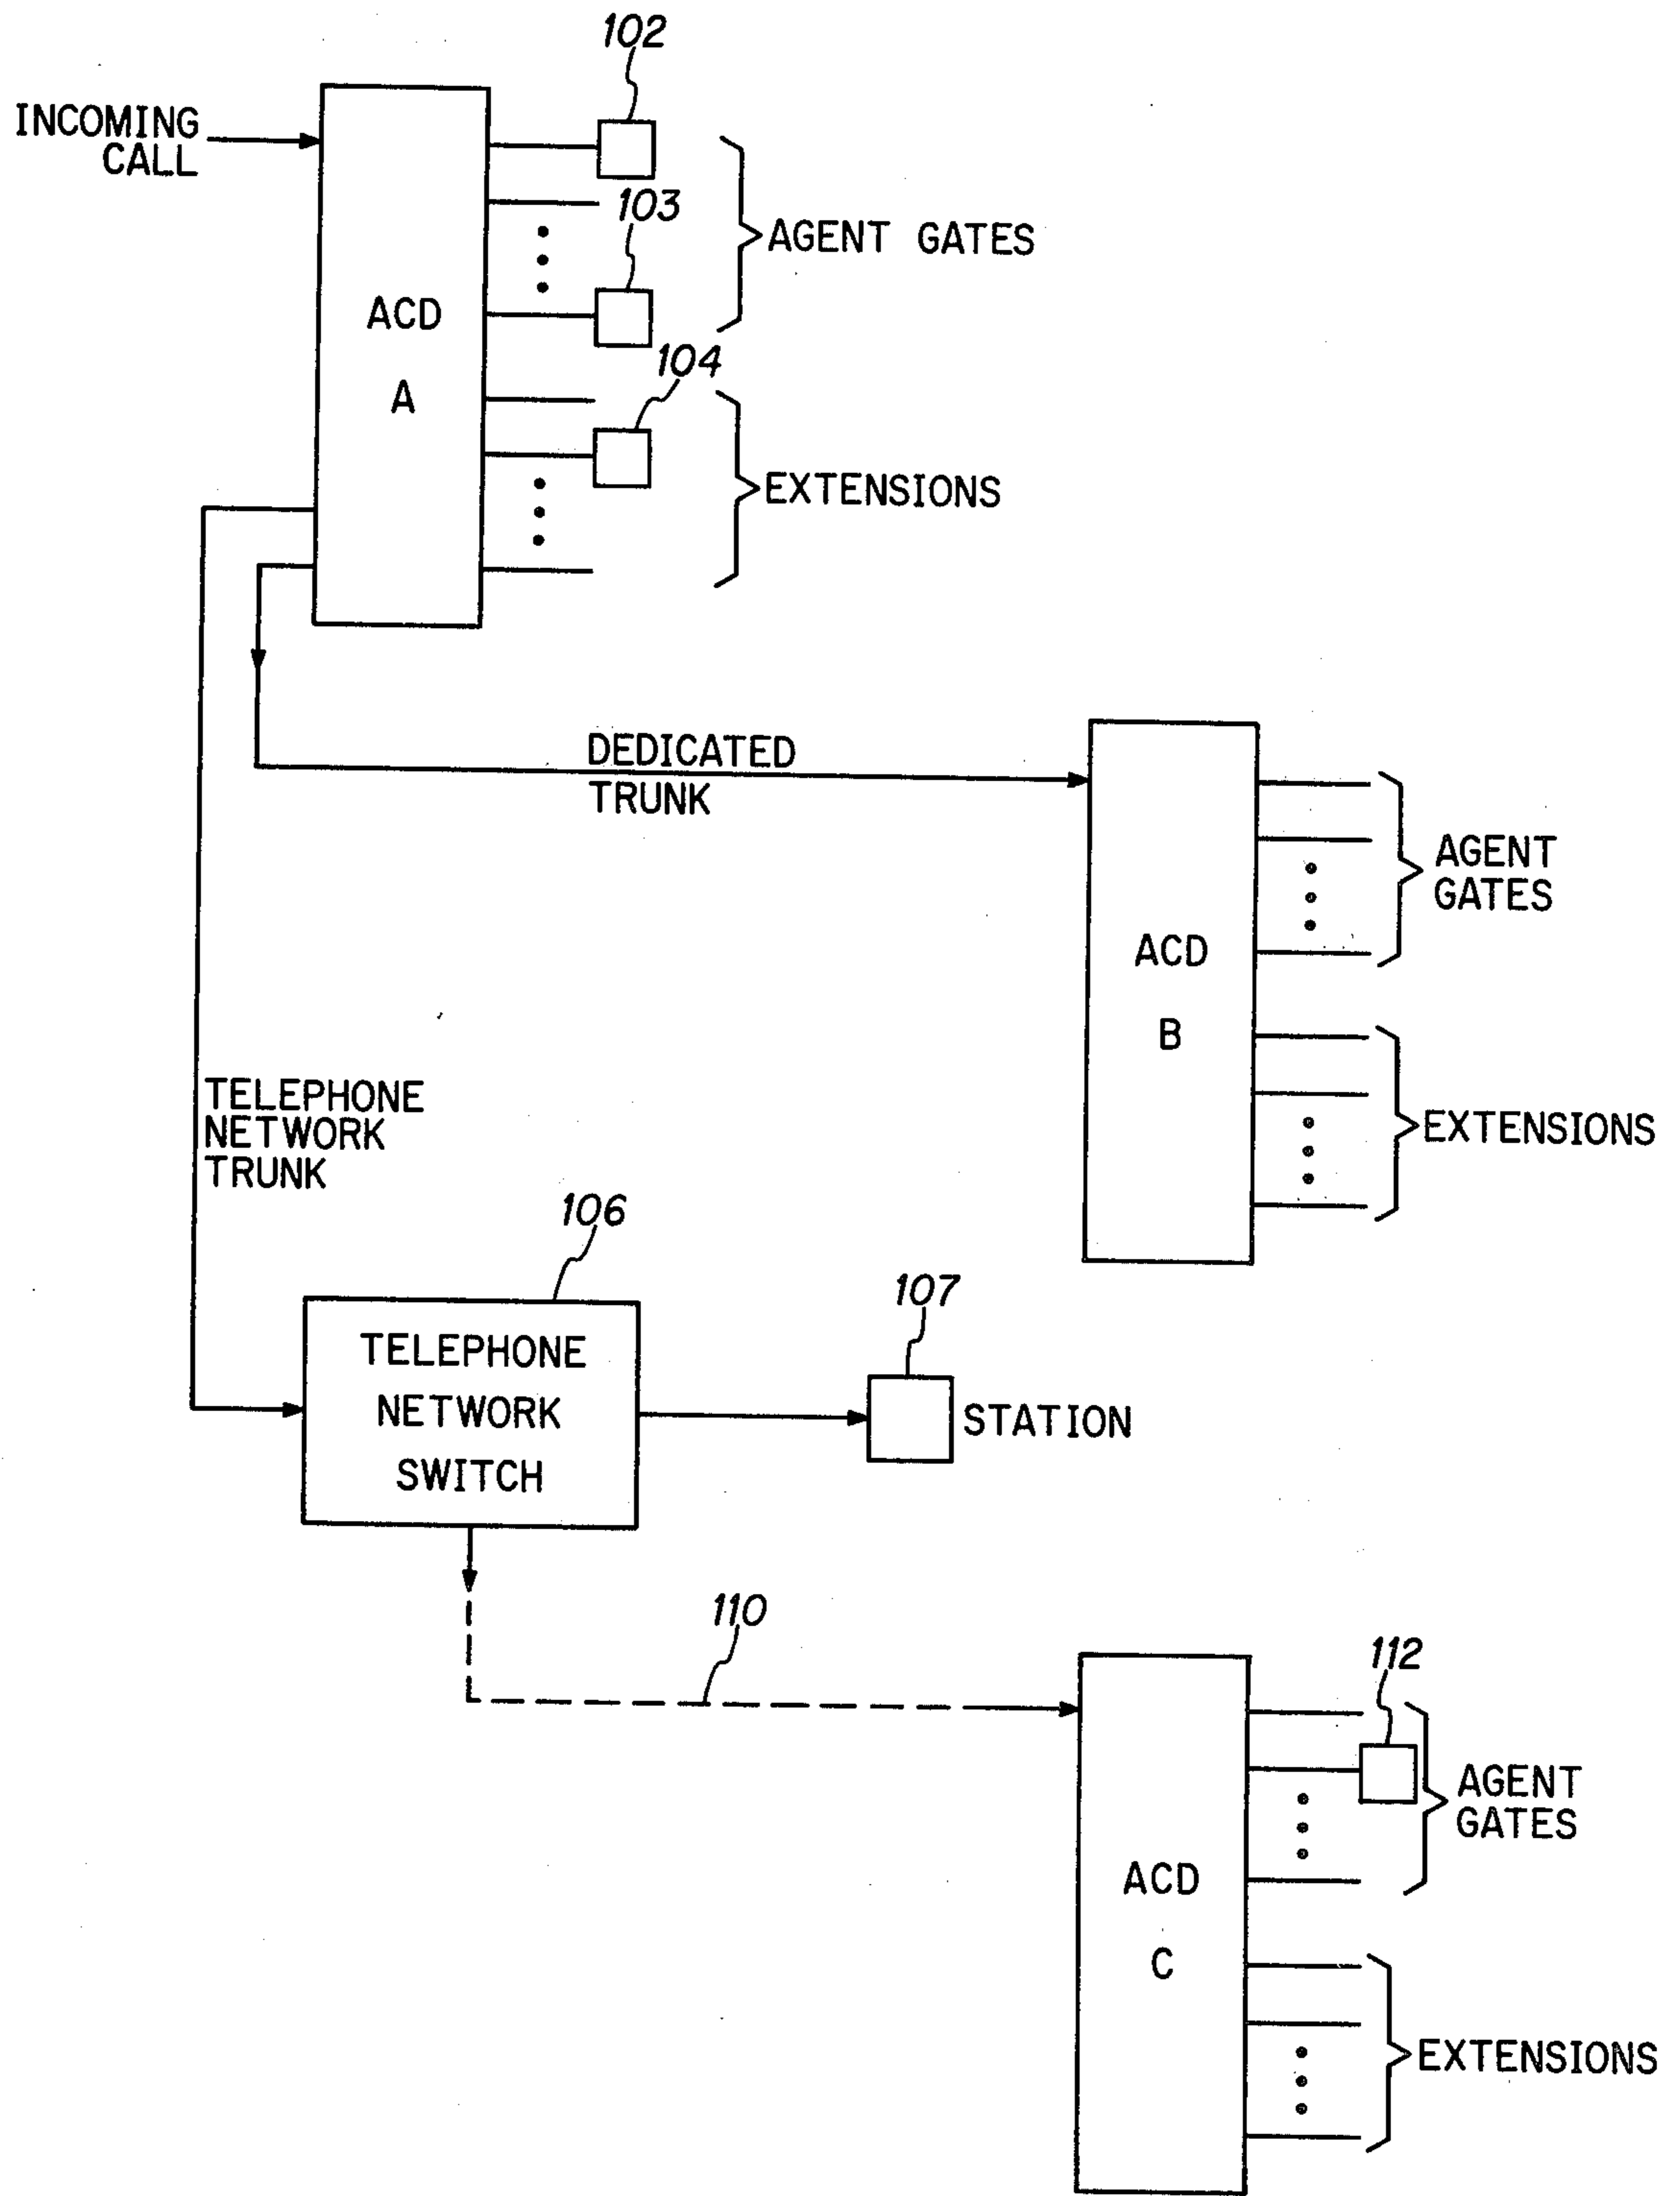 102
INCOMING
CALL
103
AGENT GATES
ACD
A
104
EXTENSIONS
DEDICATED
TRUNK
AGENT
GATES
ACD
B
EXTENSIONS
TELEPHONE
NETWORK
TRUNK
106
107
TELEPHONE
NETWORK
SWITCH
STATION
110
112
AGENT
GATES
ACD
C
EXTENSIONS